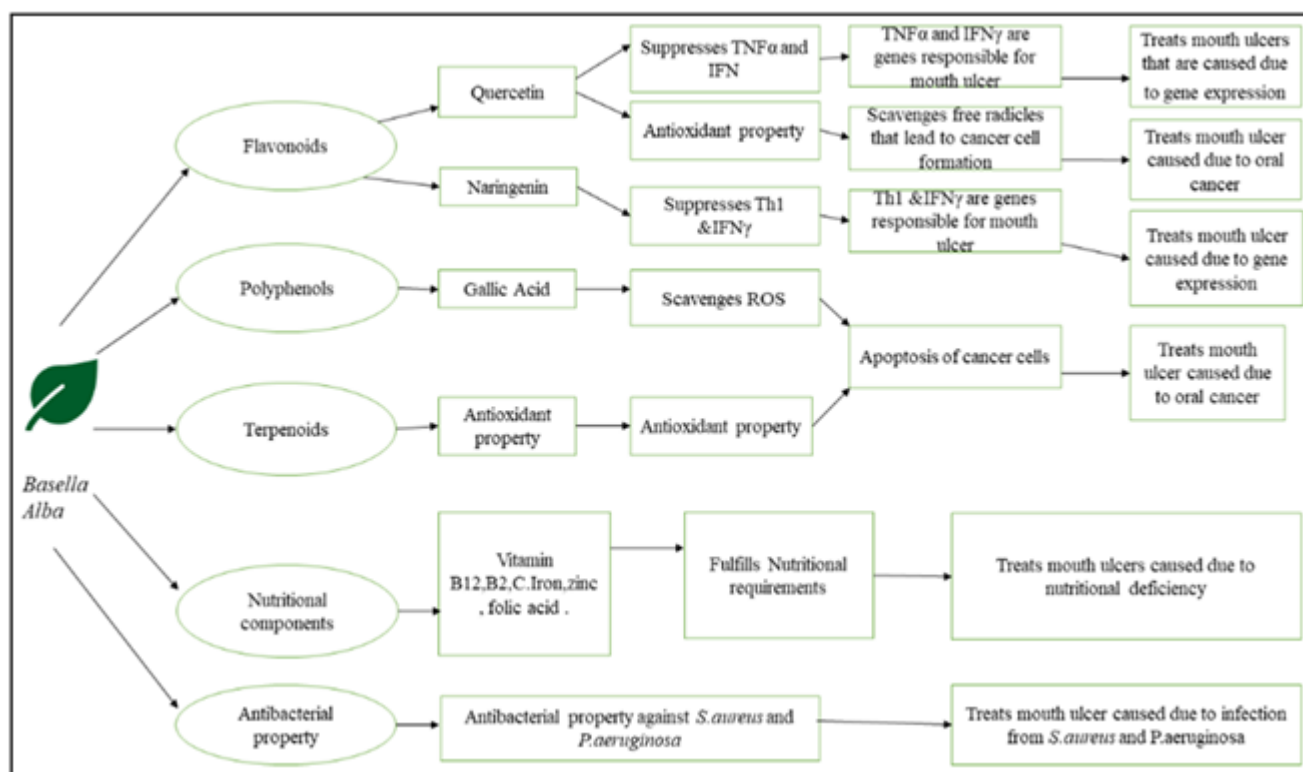 Suppresses TNFα and
IFN
TNFα and IFNγ are
genes responsible for
mouth ulcer
Treats mouth ulcers
that are caused due
to gene expression
Quercetin
Flavonoids
Antioxidant property
Scavenges free radicles
that lead to cancer cell
formation
Treats mouth ulcer
caused due to oral
cancer
Naringenin
Suppresses Th1
&IFNγ
Th1 &IFNγ are genes
responsible for mouth
ulcer
Treats mouth ulcer
caused due to gene
expression
Polyphenols
Gallic Acid
Scavenges ROS
Apoptosis of cancer cells
Treats mouth
ulcer caused due
to oral cancer
Terpenoids
Antioxidant
property
Antioxidant property
Basella
Alba
Nutritional
components
Vitamin
B12,B2,C.Iron,zinc
, folic acid .
Fulfills Nutritional
requirements
Treats mouth ulcers caused due to
nutritional deficiency
Antibacterial
property
Antibacterial property against S.aureus and
P.aeruginosa
Treats mouth ulcer caused due to infection
from S.aureus and P.aeruginosa